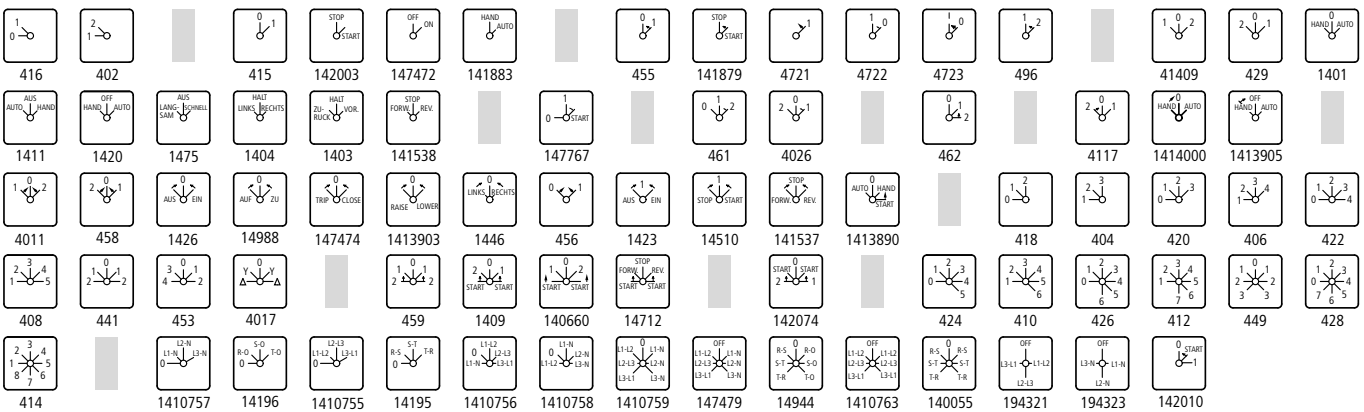 1 0
2 1
0 1
STOP START
OFF ON
HAND AUTO
0 1
STOP START
1
1 0
I 0
1 2
1 0 2
2 0 1
0 HAND AUTO
416 402 415 142003 147472 141883 455 141879 4721 4722 4723 496 41409 429 1401
AUS AUTO HAND
OFF HAND AUTO
AUS LANG- SAM SCHNELL
HALT LINKS RECHTS
HALT ZU- RUCK VOR.
STOP FORW. REV.
1 0 START
0 1 2
2 0 1
0 1 2
2 0 1
0 HAND AUTO
OFF HAND AUTO
1411 1420 1475 1404 1403 141538 147767 461 4026 462 4117 1414000 1413905
1 0 2
2 0 1
0 AUS EIN
0 AUF ZU
0 TRIP CLOSE
0 RAISE LOWER
0 LINKS RECHTS
0 1
1 AUS EIN
1 STOP START
STOP FORW. REV.
0 AUTO HAND START
2 1 0
3 2 1
0 1 2 3
2 3 4 1
1 2 3 0 4
4011 458 1426 14988 147474 1413903 1446 456 1423 14510 141537 1413890 418 404 420 406 422
3 2 4 1 5
0 1 1 2 2
0 3 1 4 2
0 Y Y Δ Δ
0 1 1 2 2
0 2 1 START START
0 1 2 START START
STOP FORW. REV. START START
0 START START 2 1
2 1 3 0 4 5
3 2 4 1 5 6
2 1 3 0 4 6 5
3 2 4 1 5 7 6
0 1 1 2 2 3 3
2 1 3 0 4 7 5 6
408 441 453 4017 459 1409 140660 14712 142074 424 410 426 412 449 428
3 2 4 1 5 8 6 7
L2-N L1-N L3-N 0
S-O R-O T-O 0
L2-L3 L1-L2 L3-L1 0
S-T R-S T-R 0
L1-L2 0 L2-L3 L1-N L3-L1
L1-N 0 L2-N L1-L2 L3-N
0 L1-L2 L1-N L2-L3 L2-N L3-L1 L3-N
OFF L1-L2 L1-N L2-L3 L2-N L3-L1 L3-N
0 R-S R-O S-T S-O T-R T-O
OFF L1-L2 L1-L2 L2-L3 L2-L3 L3-L1 L3-L1
0 R-S R-S S-T S-T T-R T-R
OFF L3-L1 L1-L2 L2-L3
OFF L3-N L1-N L2-N
0 START 1
414 1410757 14196 1410755 14195 1410756 1410758 1410759 147479 14944 1410763 140055 194321 194323 142010